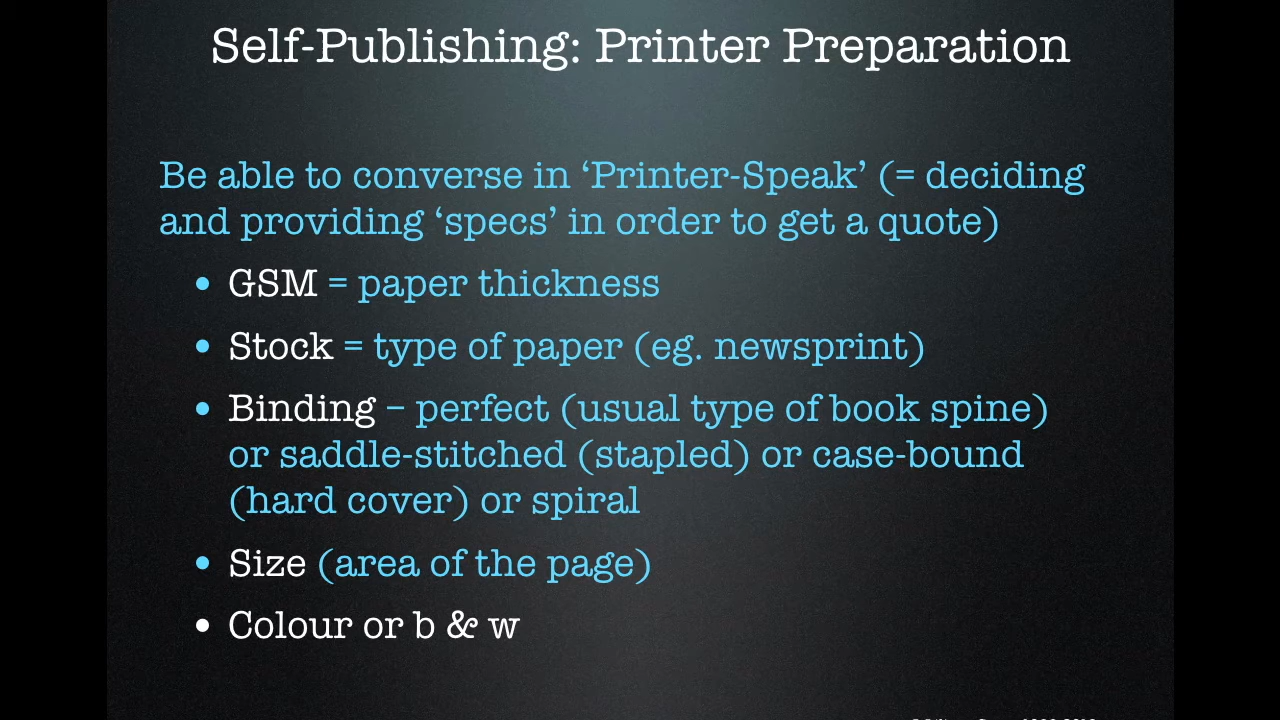 Self-Publishing: Printer Preparation
Be able to converse in ‘Printer-Speak’ (= deciding
and providing ‘specs’ in order to get a quote)
• GSM = paper thickness
• Stock = type of paper (eg. newsprint)
• Binding – perfect (usual type of book spine)
or saddle-stitched (stapled) or case-bound
(hard cover) or spiral
• Size (area of the page)
• Colour or b & w